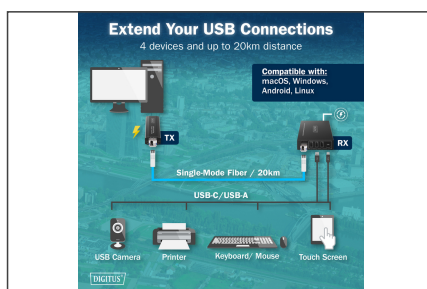 Extend Your USB Connections
4 devices and up to 20km distance
Compatible with:
macOS, Windows,
Android, Linux
TX
RX
Single-Mode Fiber / 20km
USB-C/USB-A
USB Camera
Printer
Keyboard/ Mouse
Touch Screen
DIGITUS